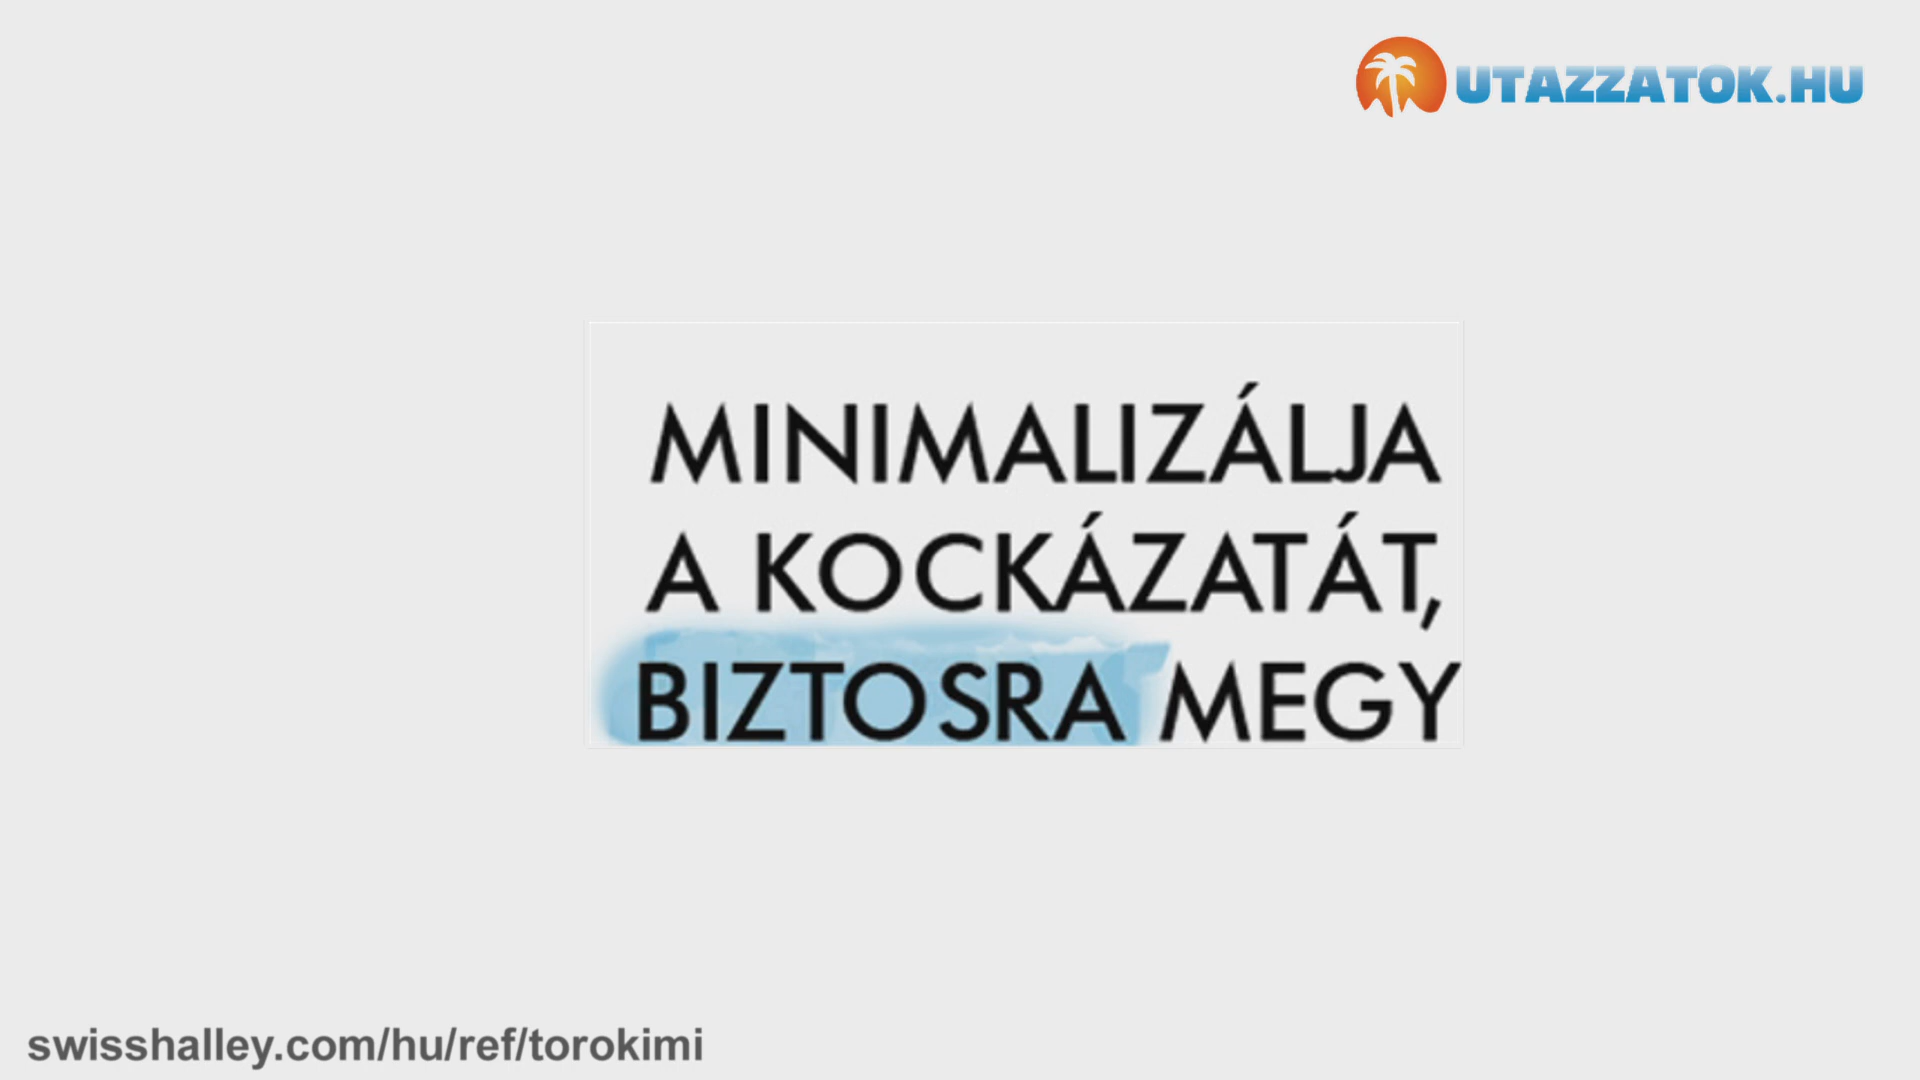 UTAZZATOK.HU
MINIMALIZÁLJA
A KOCKÁZATÁT,
BIZTOSRA MEGY
swisshalley.com/hu/ref/torokimi